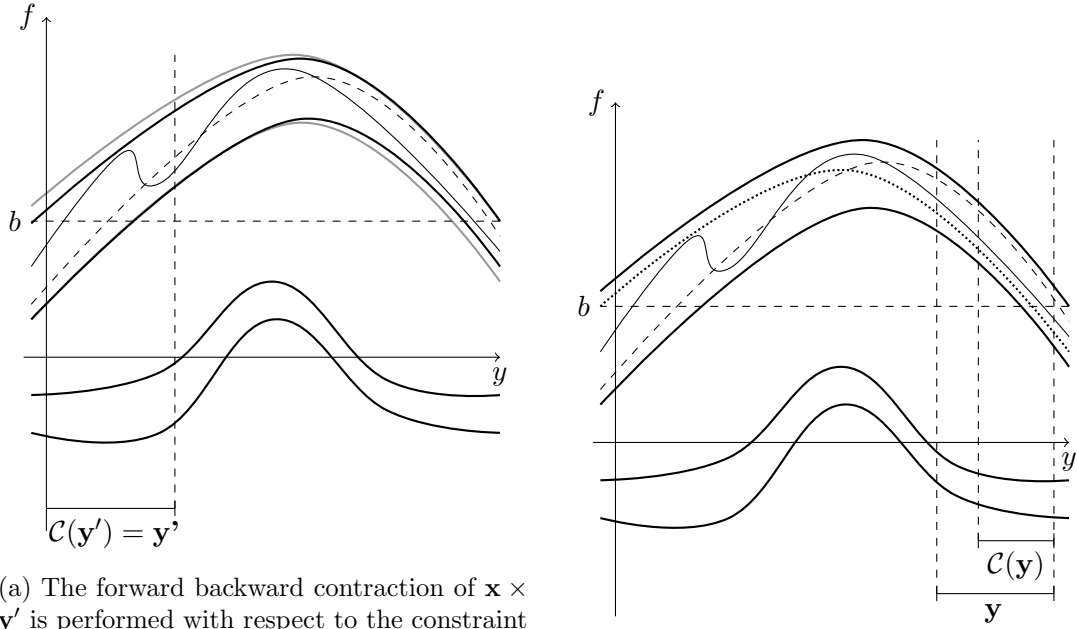 f
b
y
𝒞(𝐲′) = 𝐲’
(a) The forward backward contraction of 𝐱 ×
𝐲′ is performed with respect to the constraint
f
b
y
𝒞(𝐲)
𝐲